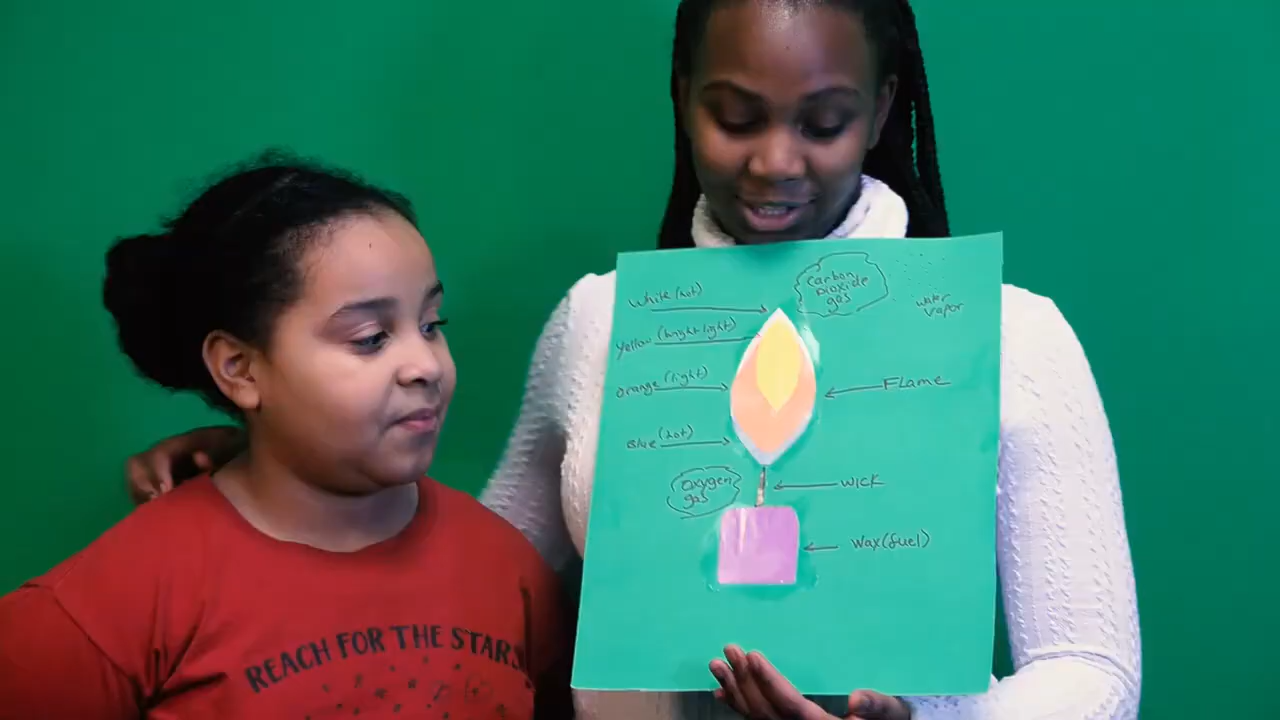 White (hot)
Carbon
Dioxide
gas
water
vapor
Yellow (bright light)
Orange (light)
Flame
Blue (hot)
oxygen
gas
WICK
Wax (fuel)
REACH FOR THE STARS